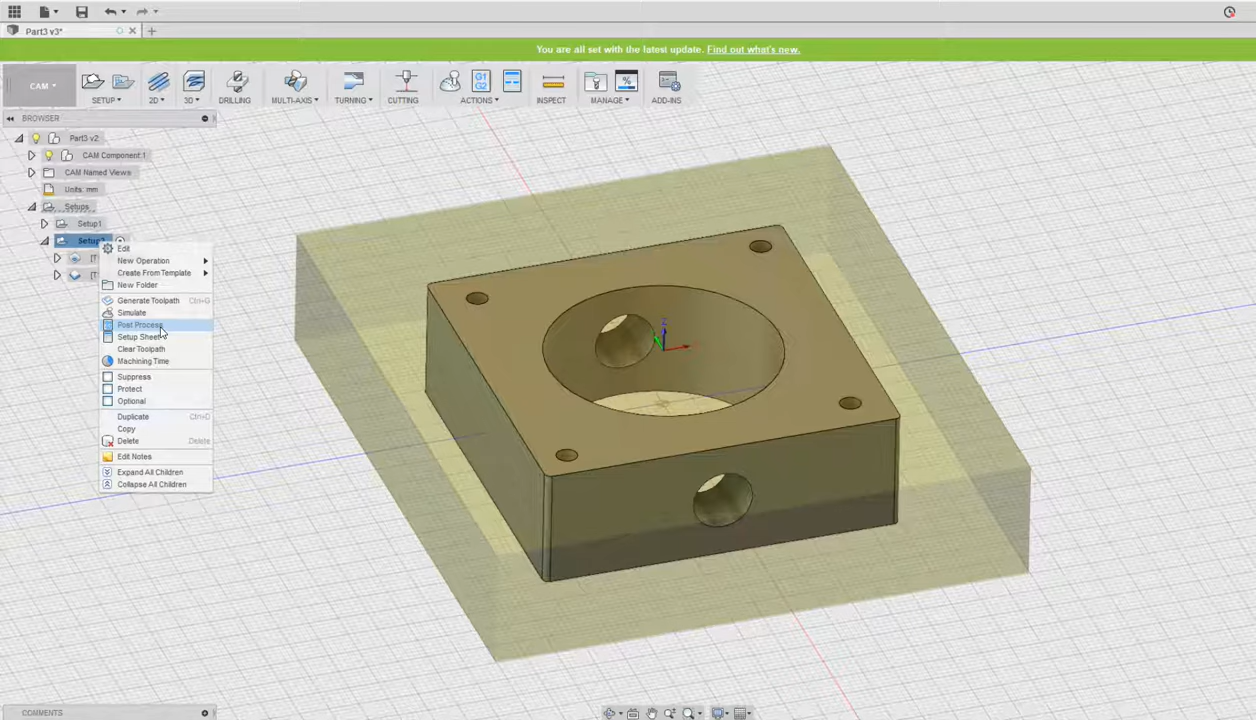 Part3 v3*
You are all set with the latest update. Find out what's new.
CAM
SETUP
2D
3D
DRILLING
MULTI-AXIS
TURNING
CUTTING
G1
G2
ACTIONS
INSPECT
MANAGE
ADD-INS
BROWSER
Part3 v2
CAM Component:1
CAM Named Views
Units: mm
Setups
Setup1
Setup
[T
[T
Edit
New Operation
Create From Template
New Folder
Generate Toolpath Ctrl+G
Simulate
Post Process
Setup Sheet
Clear Toolpath
Machining Time
Suppress
Protect
Optional
Duplicate Ctrl+D
Copy
Delete Delete
Edit Notes
Expand All Children
Collapse All Children
Z
COMMENTS